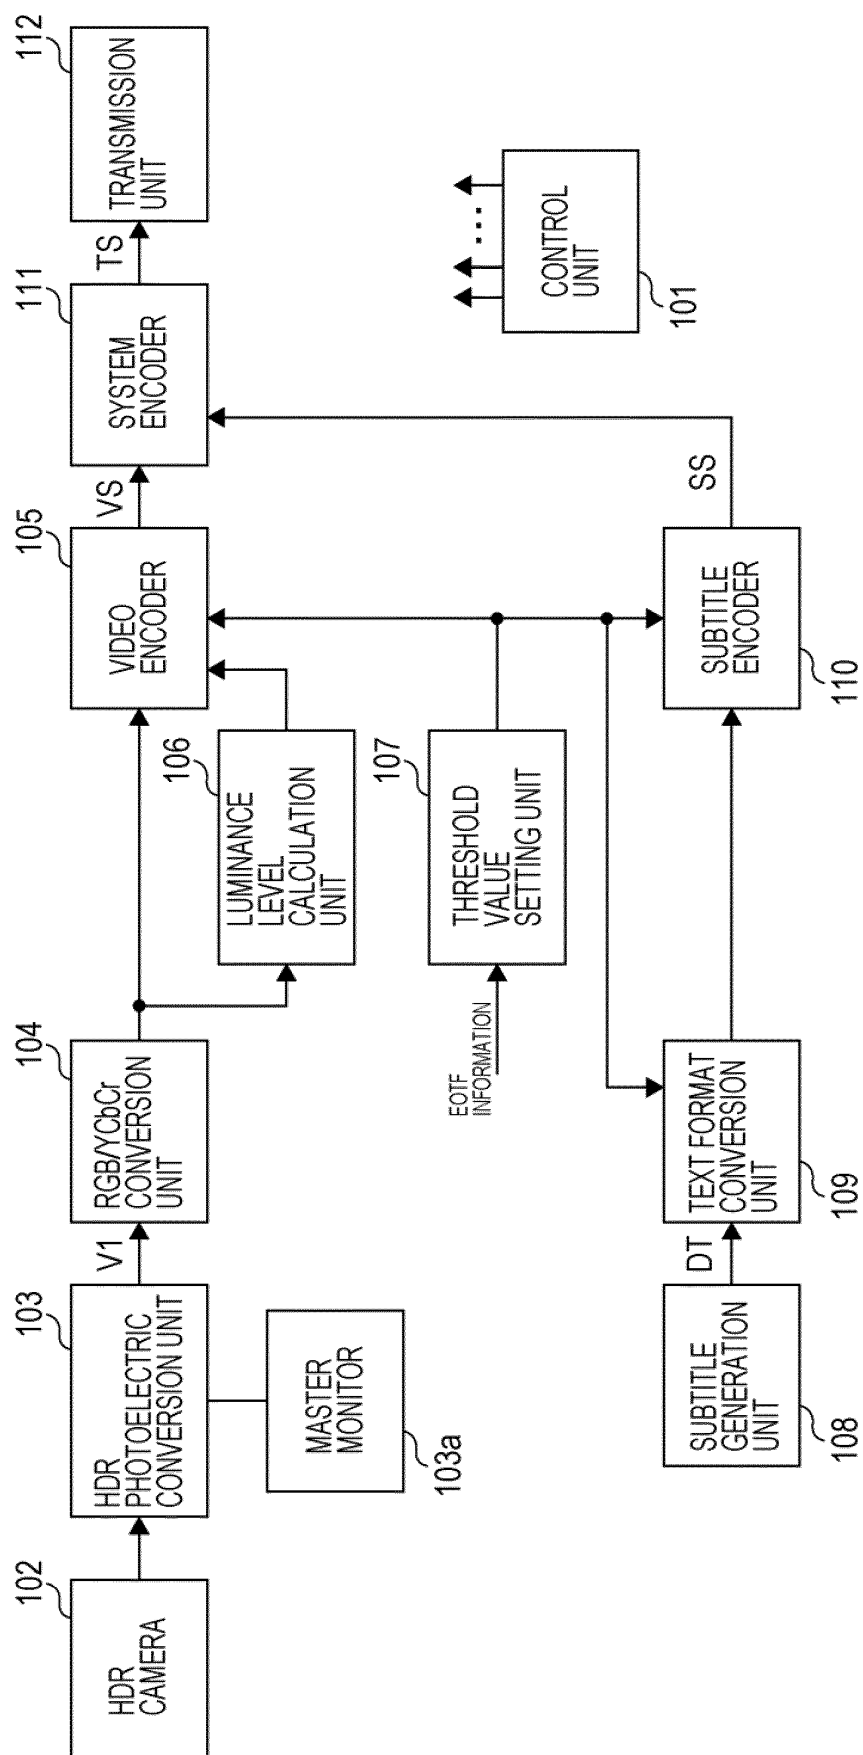 102
HDR
CAMERA
103
HDR
PHOTOELECTRIC
CONVERSION UNIT
V1
104
RGB/YCbCr
CONVERSION
UNIT
105
VIDEO
ENCODER
VS
111
SYSTEM
ENCODER
TS
112
TRANSMISSION
UNIT
MASTER
MONITOR
103a
106
LUMINANCE
LEVEL
CALCULATION
UNIT
EOTF
INFORMATION
107
THRESHOLD
VALUE
SETTING UNIT
CONTROL
UNIT
101
SUBTITLE
GENERATION
UNIT
108
DT
TEXT FORMAT
CONVERSION
UNIT
109
SUBTITLE
ENCODER
110
SS